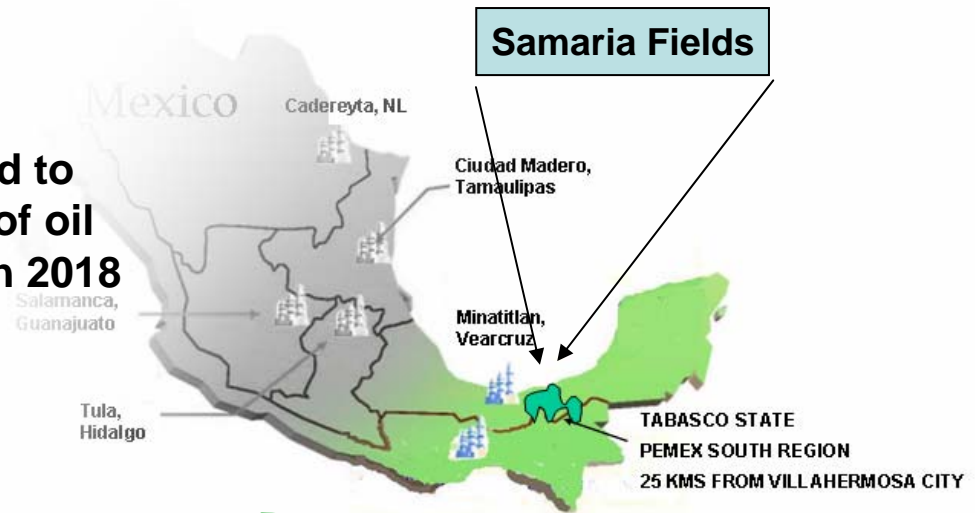 Samaria Fields
Mexico
Cadereyta, NL
Ciudad Madero,
Tamaulipas
d to
of oil
n 2018
Salamanca,
Guanajuato
Minatitlan,
Vearcruz
Tula,
Hidalgo
TABASCO STATE
PEMEX SOUTH REGION
25 KMS FROM VILLAHERMOSA CITY